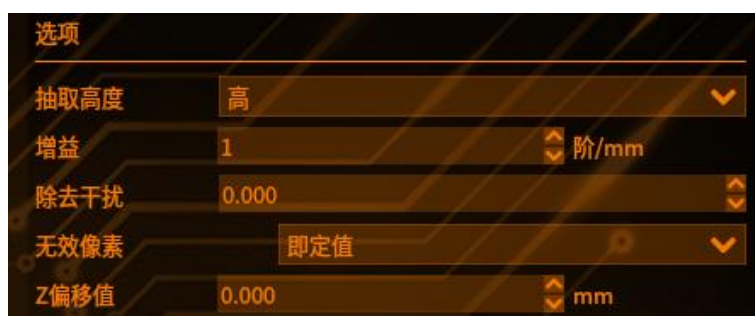 选项
抽取高度 高
增益 1 阶/mm
除去干扰 0.000
无效像素 即定值
Z偏移值 0.000 mm